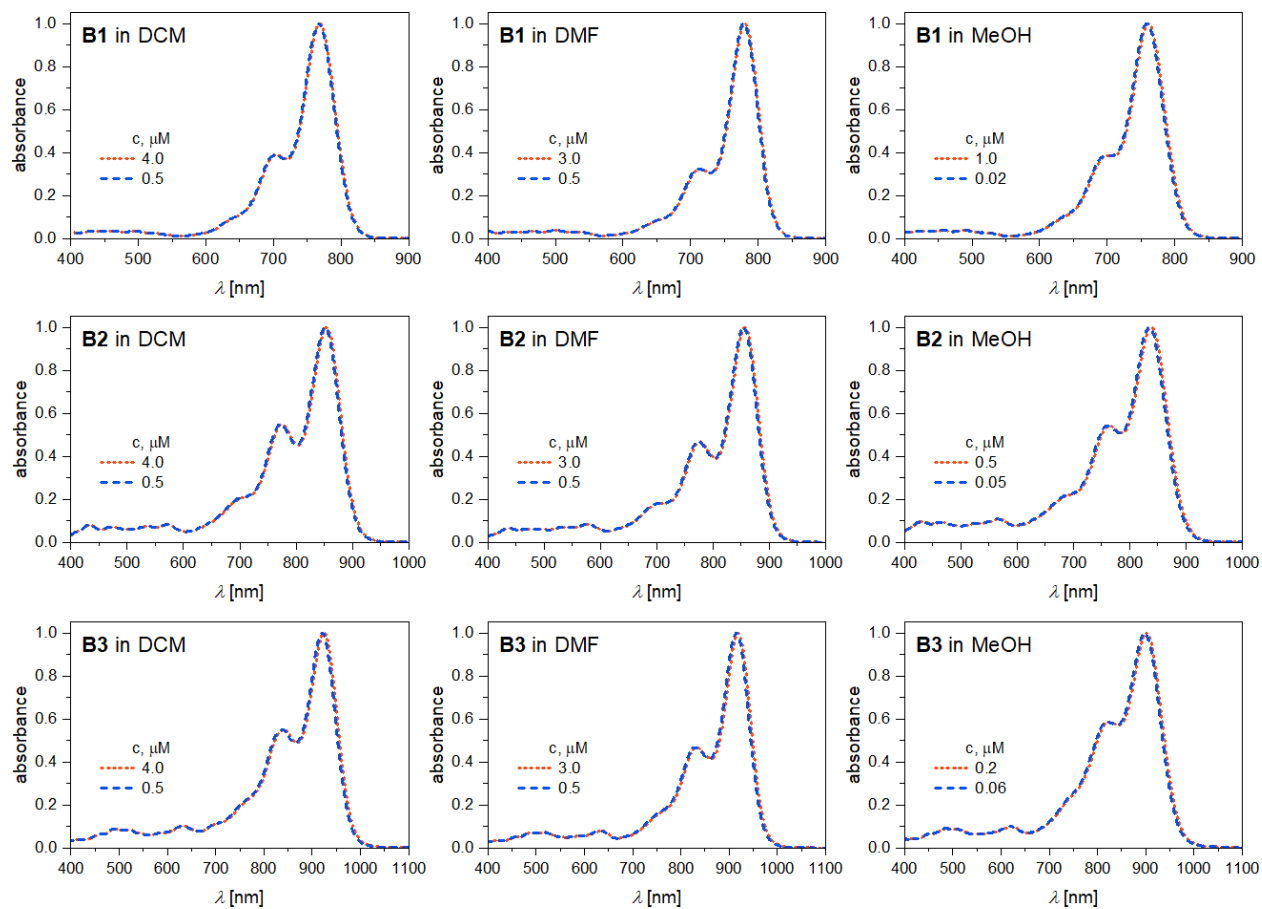 B1 in DCM
absorbance
1.0
0.8
0.6
0.4
0.2
0.0
c, μM
4.0
0.5
400 500 600 700 800 900
λ [nm]
B1 in DMF
absorbance
1.0
0.8
0.6
0.4
0.2
0.0
c, μM
3.0
0.5
400 500 600 700 800 900
λ [nm]
B1 in MeOH
absorbance
1.0
0.8
0.6
0.4
0.2
0.0
c, μM
1.0
0.02
400 500 600 700 800 900
λ [nm]
B2 in DCM
absorbance
1.0
0.8
0.6
0.4
0.2
0.0
c, μM
4.0
0.5
400 500 600 700 800 900 1000
λ [nm]
B2 in DMF
absorbance
1.0
0.8
0.6
0.4
0.2
0.0
c, μM
3.0
0.5
400 500 600 700 800 900 1000
λ [nm]
B2 in MeOH
absorbance
1.0
0.8
0.6
0.4
0.2
0.0
c, μM
0.5
0.05
400 500 600 700 800 900 1000
λ [nm]
B3 in DCM
absorbance
1.0
0.8
0.6
0.4
0.2
0.0
c, μM
4.0
0.5
400 500 600 700 800 900 1000 1100
λ [nm]
B3 in DMF
absorbance
1.0
0.8
0.6
0.4
0.2
0.0
c, μM
3.0
0.5
400 500 600 700 800 900 1000 1100
λ [nm]
B3 in MeOH
absorbance
1.0
0.8
0.6
0.4
0.2
0.0
c, μM
0.2
0.06
400 500 600 700 800 900 1000 1100
λ [nm]